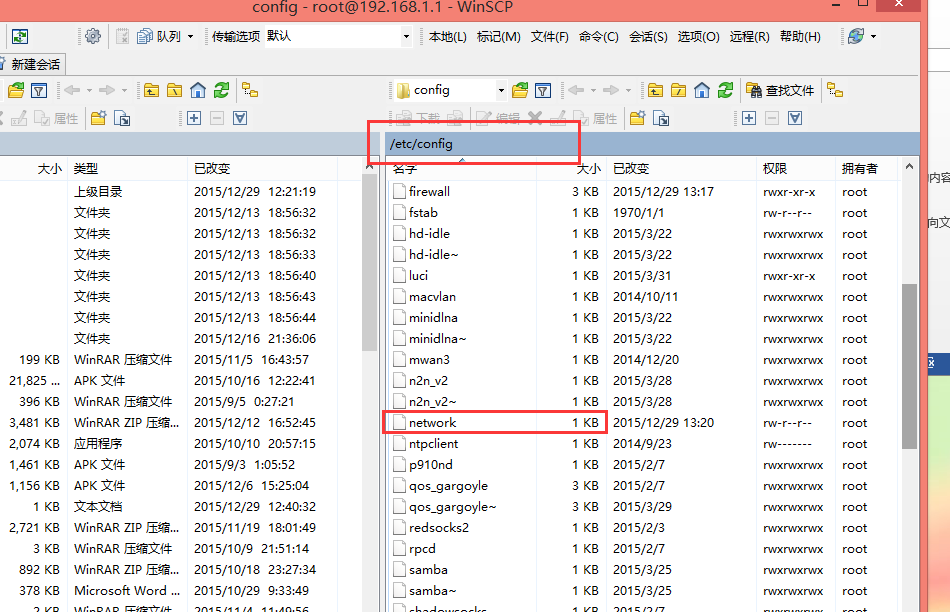 config - root@192.168.1.1 - WinSCP
队列 传输选项 默认 本地(L) 标记(M) 文件(F) 命令(C) 会话(S) 选项(O) 远程(R) 帮助(H)
新建会话
config 查找文件
属性 下载 编辑 属性
/etc/config
大小 类型 已改变 名字 大小 已改变 权限 拥有者
上级目录 2015/12/29 12:21:19 firewall 3 KB 2015/12/29 13:17 rwxr-xr-x root
文件夹 2015/12/13 18:56:32 fstab 1 KB 1970/1/1 rw-r--r-- root
文件夹 2015/12/13 18:56:32 hd-idle 1 KB 2015/3/22 rwxrwxrwx root
文件夹 2015/12/13 18:56:33 hd-idle~ 1 KB 2015/3/22 rwxrwxrwx root
文件夹 2015/12/13 18:56:40 luci 1 KB 2015/3/31 rwxr-xr-x root
文件夹 2015/12/13 18:56:43 macvlan 1 KB 2014/10/11 rwxrwxrwx root
文件夹 2015/12/13 18:56:44 minidlna 1 KB 2015/3/22 rwxrwxrwx root
文件夹 2015/12/16 21:36:06 minidlna~ 1 KB 2015/3/22 rwxrwxrwx root
199 KB WinRAR 压缩文件 2015/11/5 16:43:57 mwan3 1 KB 2014/12/20 rwxrwxrwx root
21,825 ... APK 文件 2015/10/16 12:22:41 n2n_v2 1 KB 2015/3/28 rwxrwxrwx root
396 KB WinRAR 压缩文件 2015/9/5 0:27:21 n2n_v2~ 1 KB 2015/3/28 rwxrwxrwx root
3,481 KB WinRAR ZIP 压缩... 2015/12/12 16:52:45 network 1 KB 2015/12/29 13:20 rw-r--r-- root
2,074 KB 应用程序 2015/10/10 20:57:15 ntpclient 1 KB 2014/9/23 rw------- root
1,461 KB APK 文件 2015/9/3 1:05:52 p910nd 1 KB 2015/2/7 rwxrwxrwx root
1,156 KB APK 文件 2015/12/6 15:25:04 qos_gargoyle 3 KB 2015/2/7 rwxrwxrwx root
1 KB 文本文档 2015/12/29 12:40:32 qos_gargoyle~ 3 KB 2015/3/29 rwxrwxrwx root
2,721 KB WinRAR ZIP 压缩... 2015/11/19 18:01:49 redsocks2 1 KB 2015/2/3 rwxrwxrwx root
3 KB WinRAR 压缩文件 2015/10/9 21:51:14 rpcd 1 KB 2015/2/7 rwxrwxrwx root
892 KB WinRAR ZIP 压缩... 2015/10/18 23:27:34 samba 1 KB 2015/3/25 rwxrwxrwx root
378 KB Microsoft Word ... 2015/10/29 9:33:49 samba~ 1 KB 2015/3/25 rwxrwxrwx root
2 KB WinRAR 压缩文件 2015/11/4 11:49:56 shadowsocks 1 KB 2015/2/7 rwxrwxrwx root
内容
向文